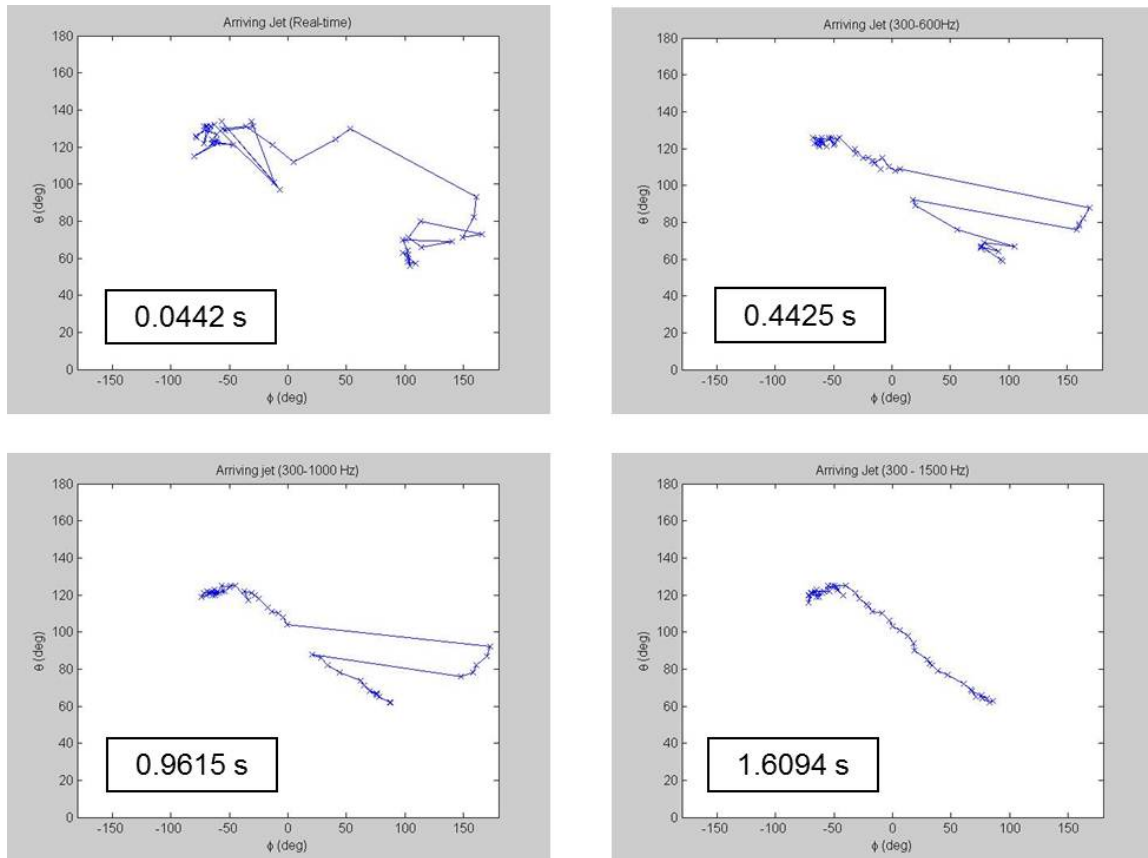 Arriving Jet (Real-time)
180
160
140
120
100
80
60
40
20
0
θ (deg)
-150 -100 -50 0 50 100 150
ϕ (deg)
0.0442 s
Arriving Jet (300-600Hz)
180
160
140
120
100
80
60
40
20
0
θ (deg)
-150 -100 -50 0 50 100 150
ϕ (deg)
0.4425 s
Arriving jet (300-1000 Hz)
180
160
140
120
100
80
60
40
20
0
θ (deg)
-150 -100 -50 0 50 100 150
ϕ (deg)
0.9615 s
Arriving Jet (300 - 1500 Hz)
180
160
140
120
100
80
60
40
20
0
θ (deg)
-150 -100 -50 0 50 100 150
ϕ (deg)
1.6094 s